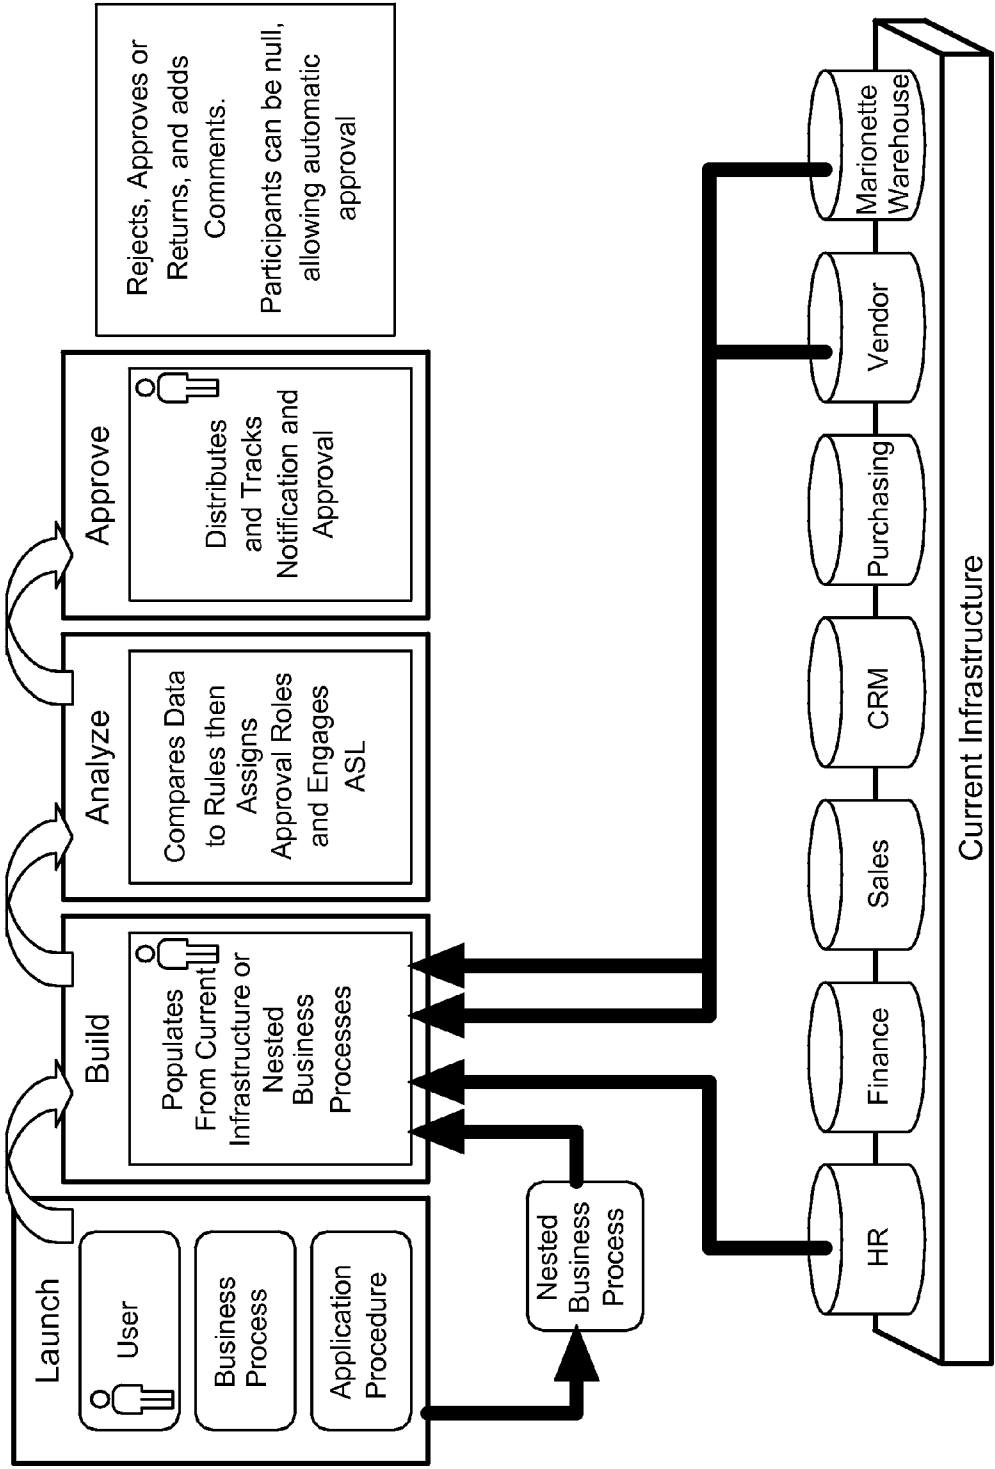 Launch
User
Business
Process
Application
Procedure
Build
Populates
From Current
Infrastructure or
Nested
Business
Processes
Analyze
Compares Data
to Rules then
Assigns
Approval Roles
and Engages
ASL
Approve
Distributes
and Tracks
Notification and
Approval
Rejects, Approves or
Returns, and adds
Comments.
Participants can be null,
allowing automatic
approval
Nested
Business
Process
HR
Finance
Sales
CRM
Purchasing
Vendor
Marionette
Warehouse
Current Infrastructure